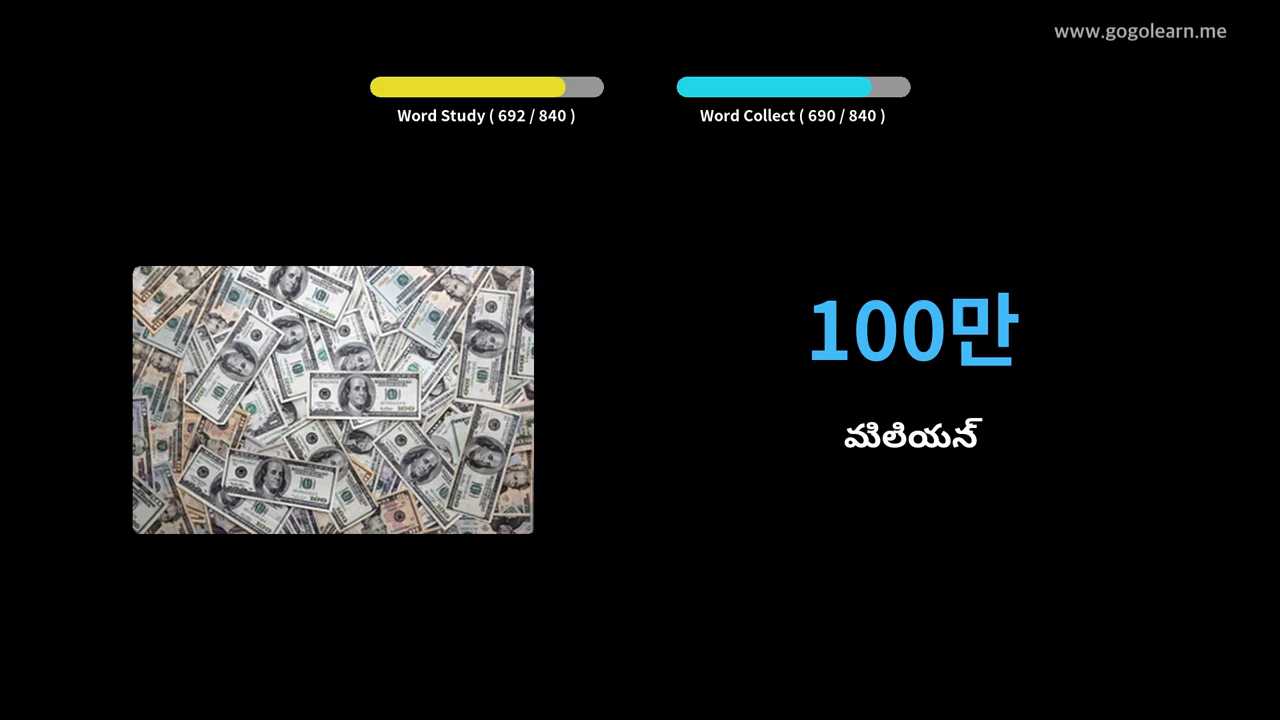 www.gogolearn.me
Word Study ( 692 / 840 )
Word Collect ( 690 / 840 )
100만
మిలియన్